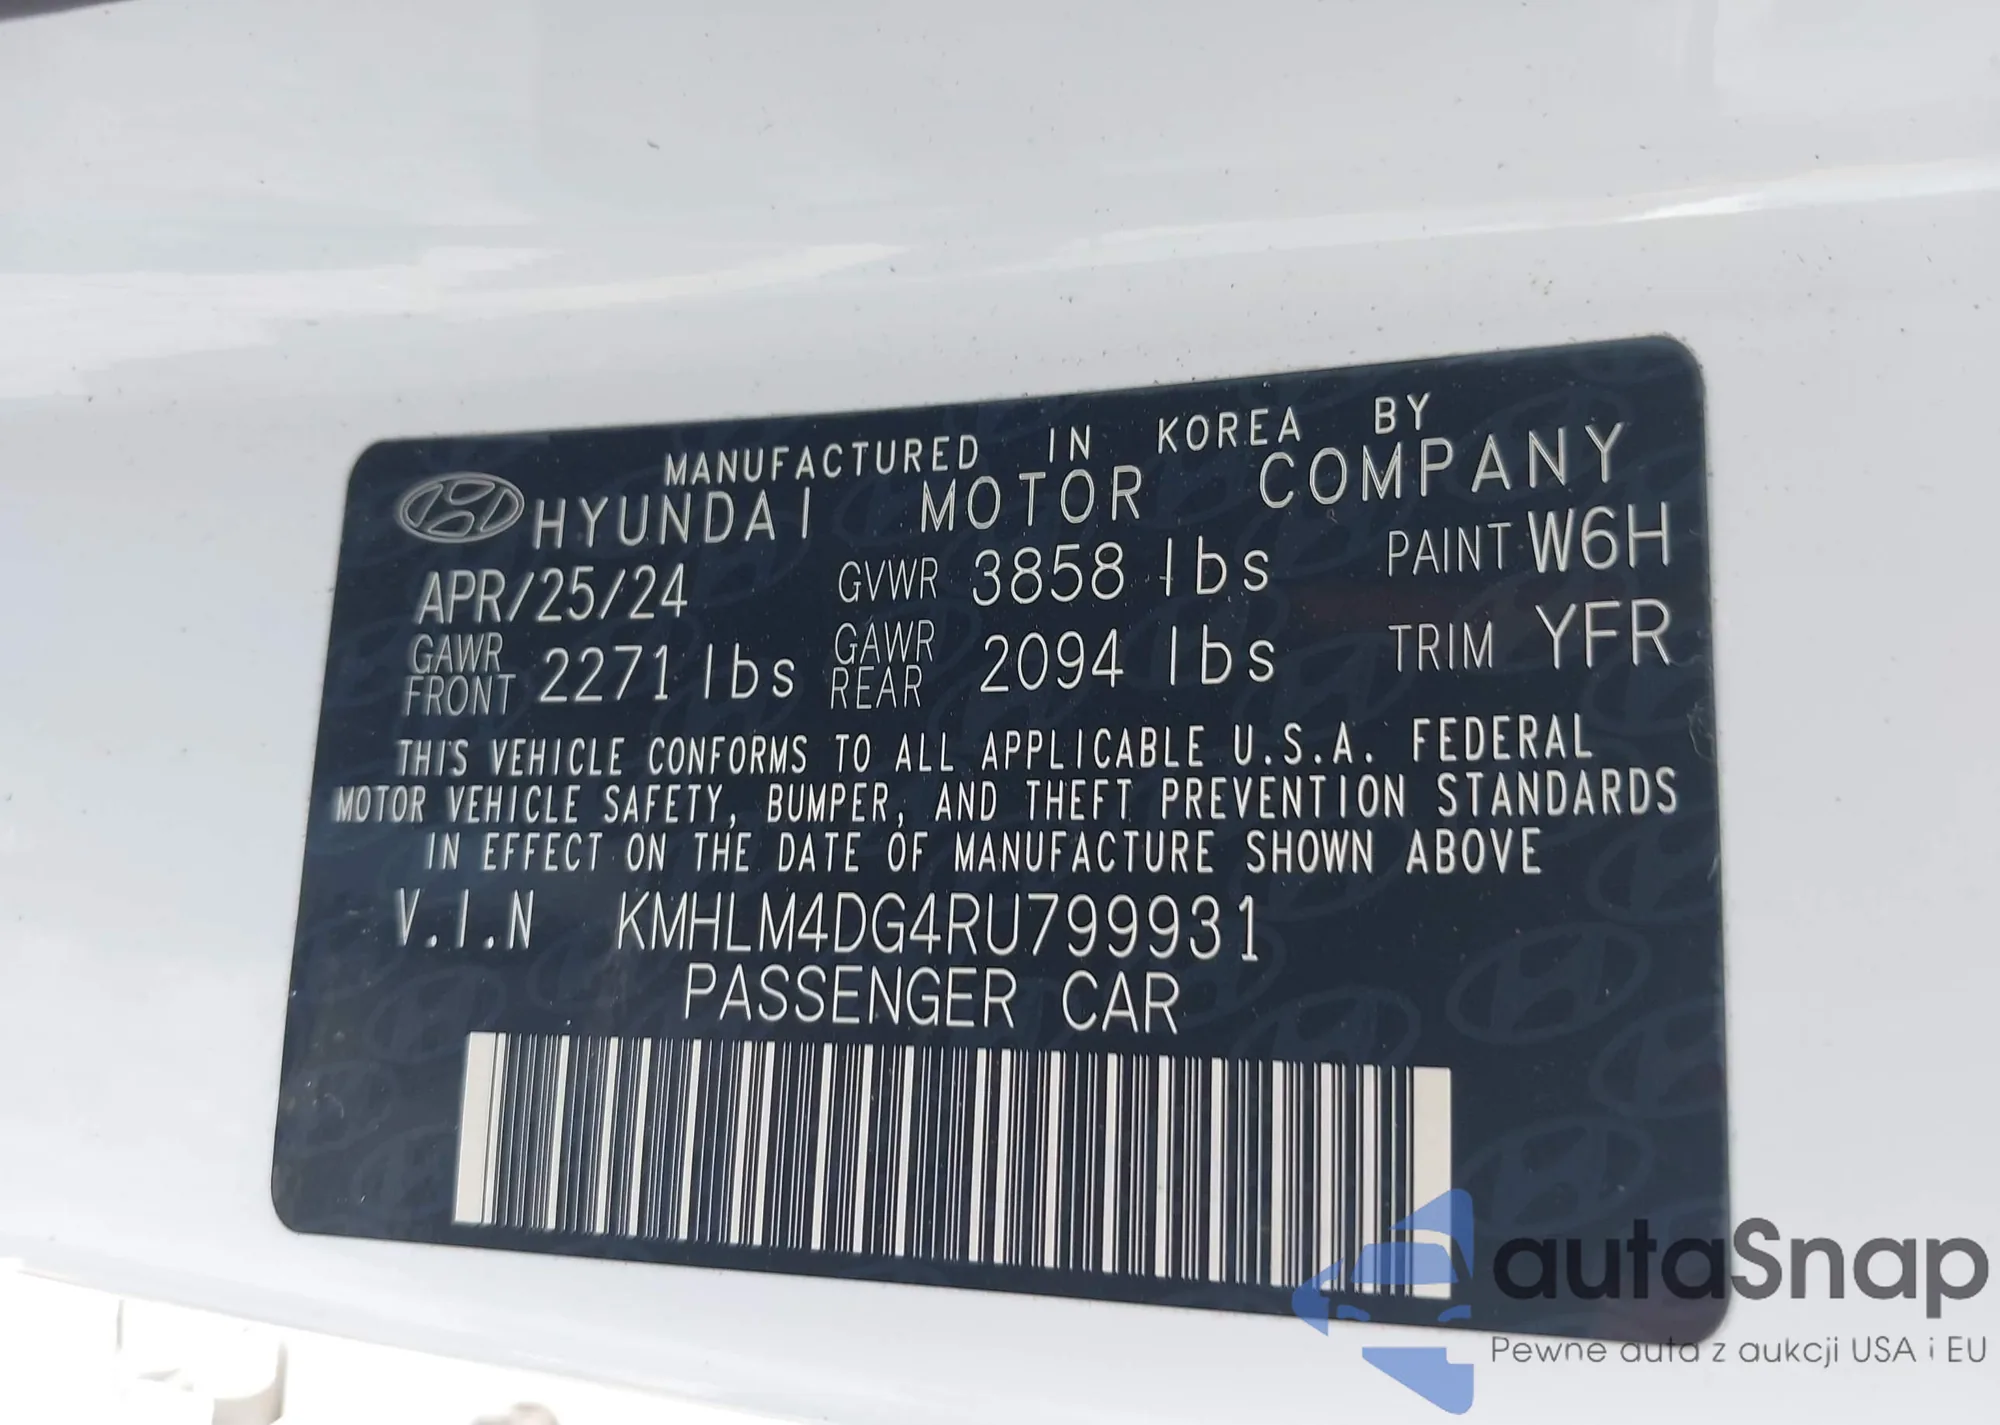 MANUFACTURED IN KOREA BY
HYUNDAI MOTOR COMPANY
APR/25/24 GVWR 3858 lbs PAINT W6H
GAWR FRONT 2271 lbs GAWR REAR 2094 lbs TRIM YFR
THIS VEHICLE CONFORMS TO ALL APPLICABLE U.S.A. FEDERAL
MOTOR VEHICLE SAFETY, BUMPER, AND THEFT PREVENTION STANDARDS
IN EFFECT ON THE DATE OF MANUFACTURE SHOWN ABOVE
V.I.N KMHLM4DG4RU799931
PASSENGER CAR
autaSnap
Pewne auta z aukcji USA i EU